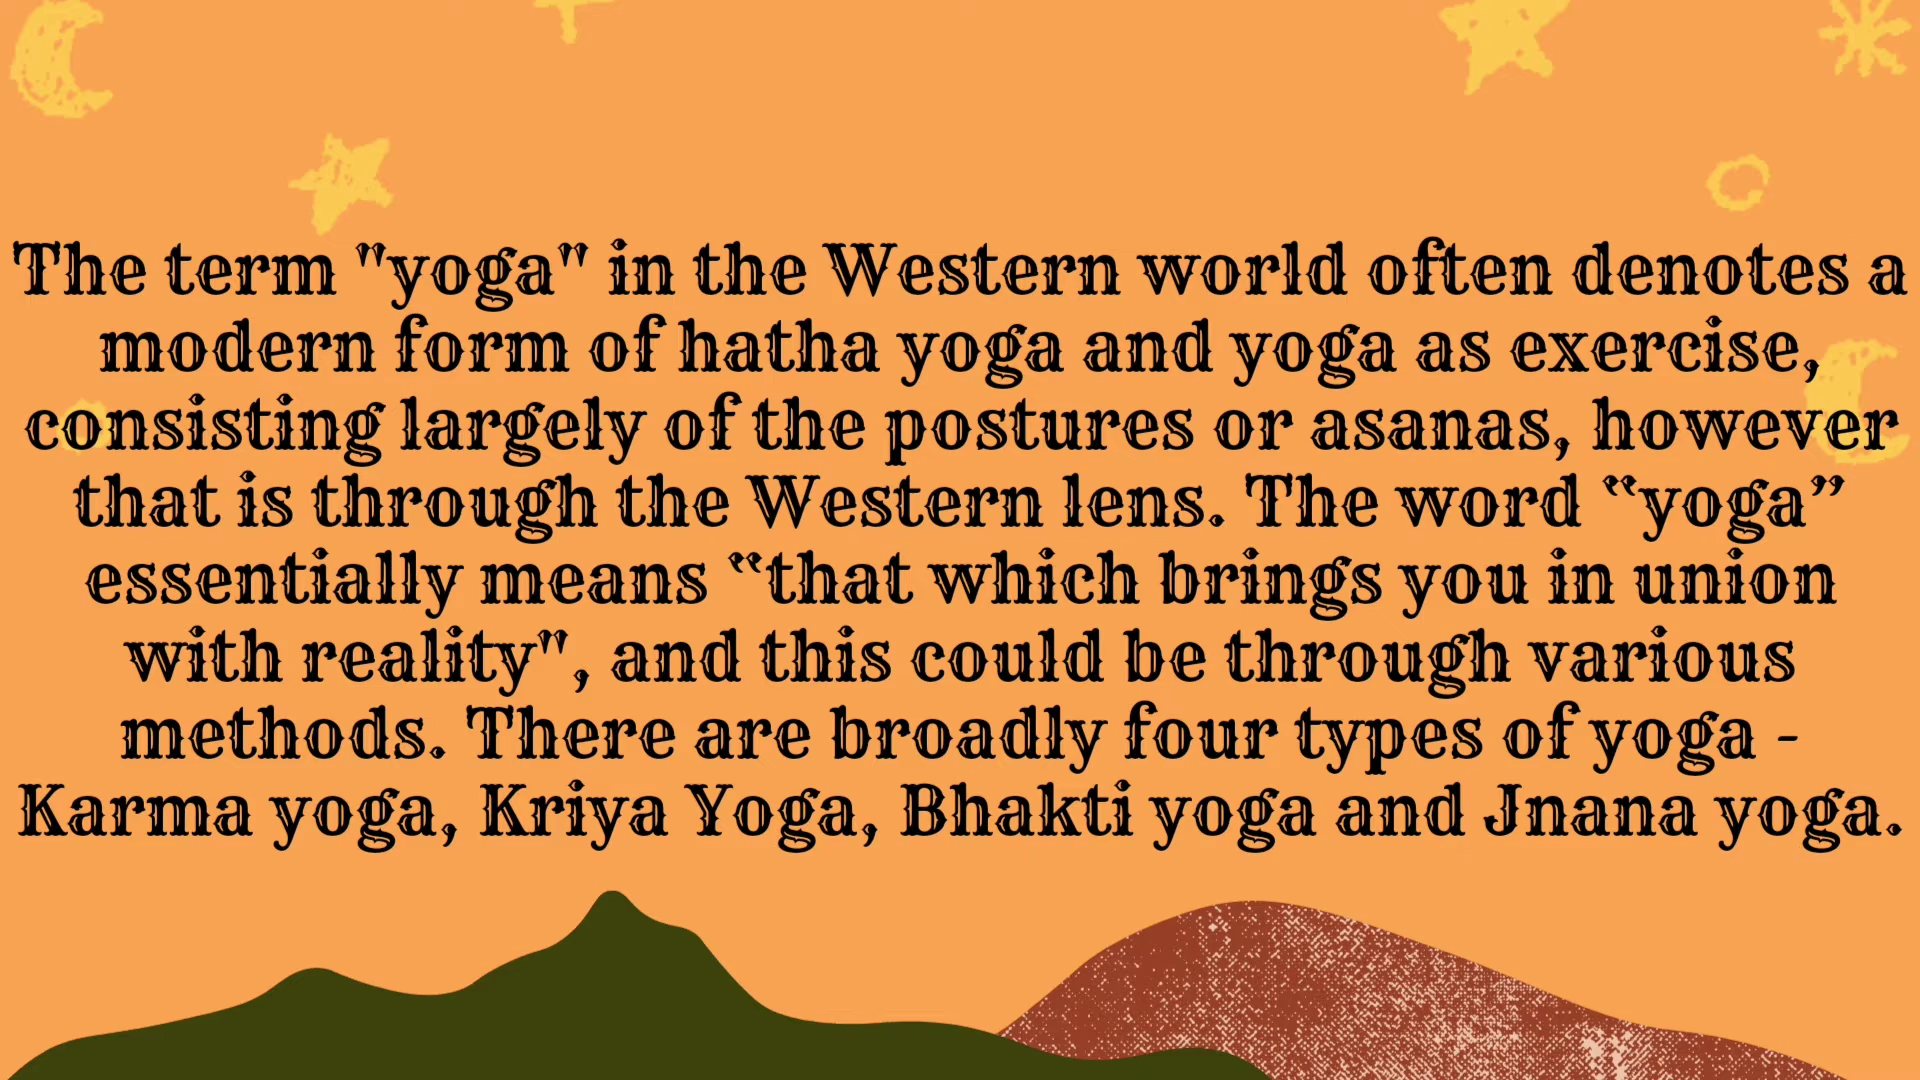 The term "yoga" in the Western world often denotes a
modern form of hatha yoga and yoga as exercise,
consisting largely of the postures or asanas, however
that is through the Western lens. The word “yoga”
essentially means “that which brings you in union
with reality", and this could be through various
methods. There are broadly four types of yoga -
Karma yoga, Kriya Yoga, Bhakti yoga and Jnana yoga.